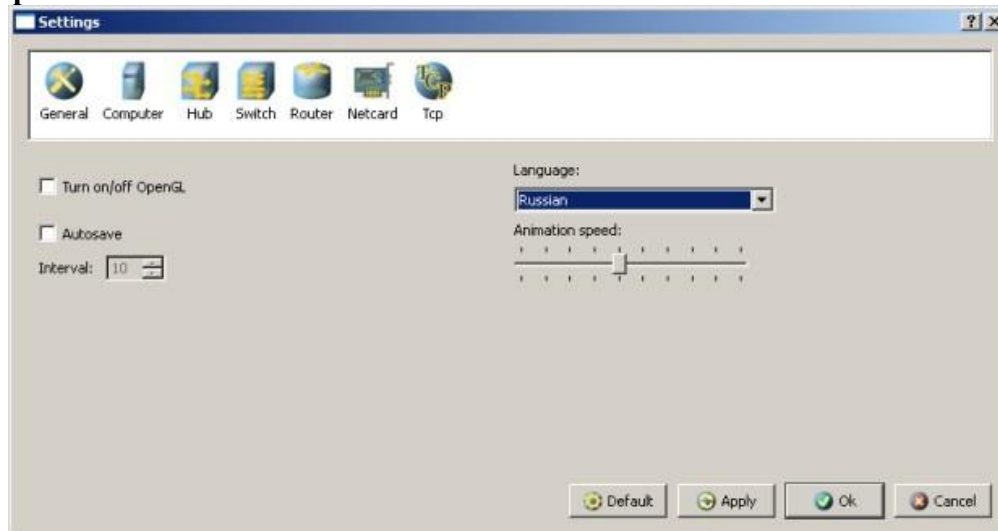 Settings
General Computer Hub Switch Router Netcard Tcp
Turn on/off OpenGL
Autosave
Interval: 10
Language:
Russian
Animation speed:
Default Apply Ok Cancel